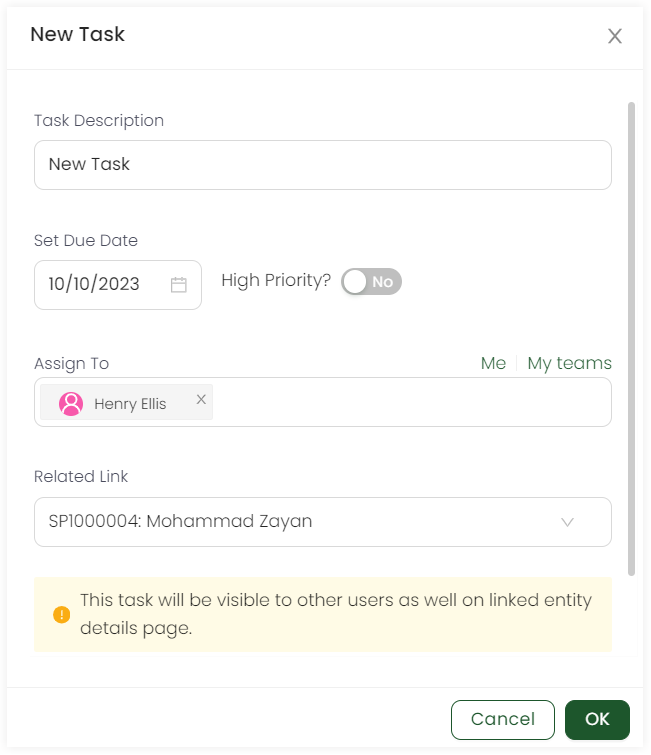 New Task
Task Description
New Task
Set Due Date
10/10/2023
High Priority?
No
Assign To
Me
My teams
Henry Ellis
Related Link
SP1000004: Mohammad Zayan
This task will be visible to other users as well on linked entity
details page.
Cancel
OK